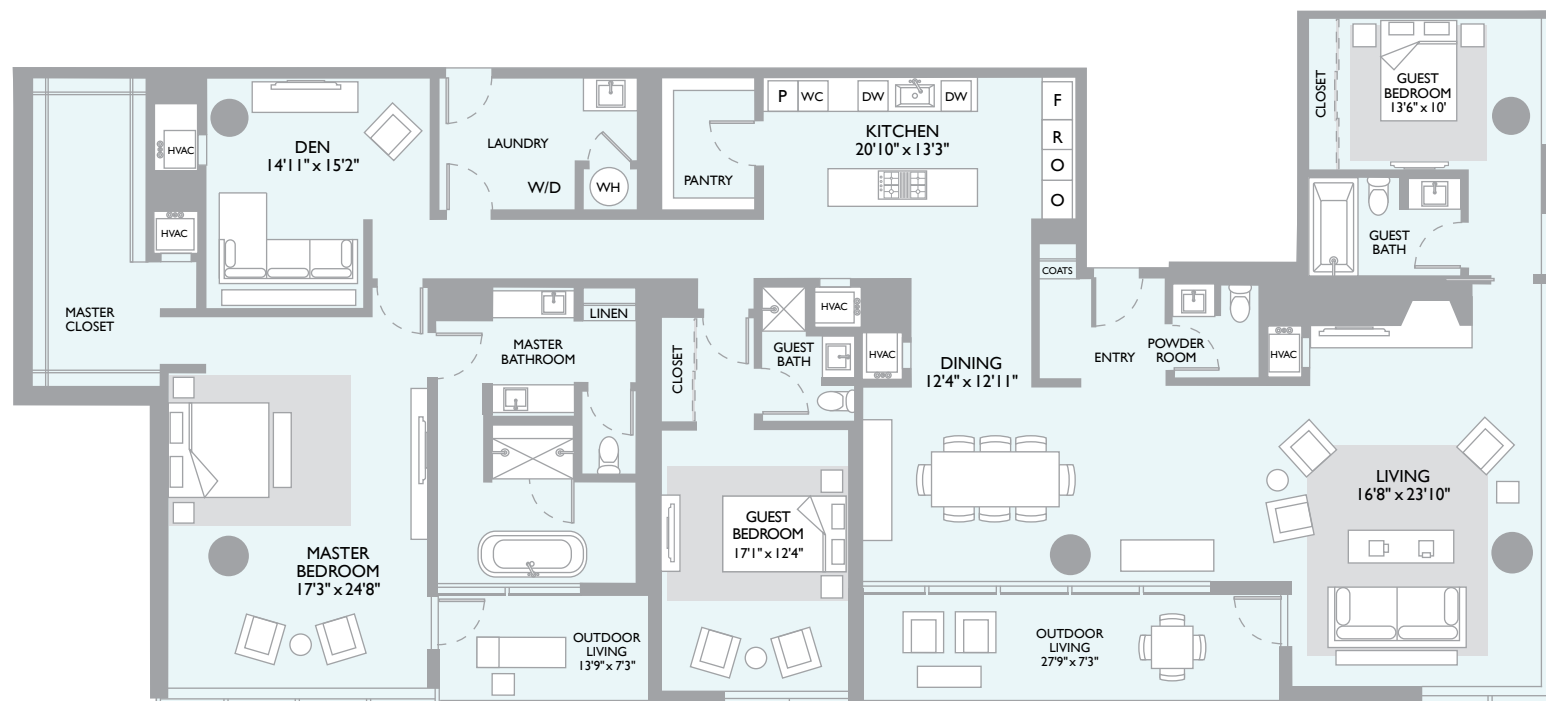 HVAC
DEN
14'11" x 15'2"
HVAC
MASTER
CLOSET
LAUNDRY
W/D
WH
PANTRY
P
WC
DW
DW
KITCHEN
20'10" x 13'3"
F
R
O
O
COATS
CLOSET
GUEST
BEDROOM
13'6" x 10'
GUEST
BATH
LINEN
MASTER
BATHROOM
CLOSET
GUEST
BATH
HVAC
HVAC
DINING
12'4" x 12'11"
ENTRY
POWDER
ROOM
HVAC
MASTER
BEDROOM
17'3" x 24'8"
GUEST
BEDROOM
17'1" x 12'4"
LIVING
16'8" x 23'10"
OUTDOOR
LIVING
13'9" x 7'3"
OUTDOOR
LIVING
27'9" x 7'3"